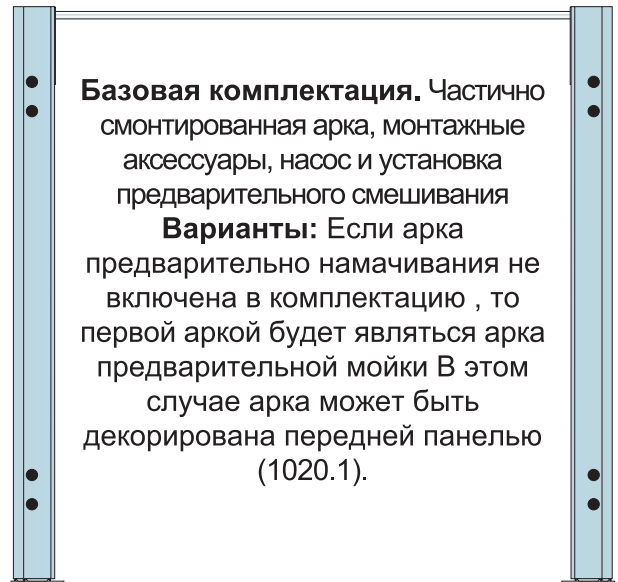 Базовая комплектация. Частично
смонтированная арка, монтажные
аксессуары, насос и установка
предварительного смешивания
Варианты: Если арка
предварительно намачивания не
включена в комплектацию , то
первой аркой будет являться арка
предварительной мойки В этом
случае арка может быть
декорирована передней панелью
(1020.1).